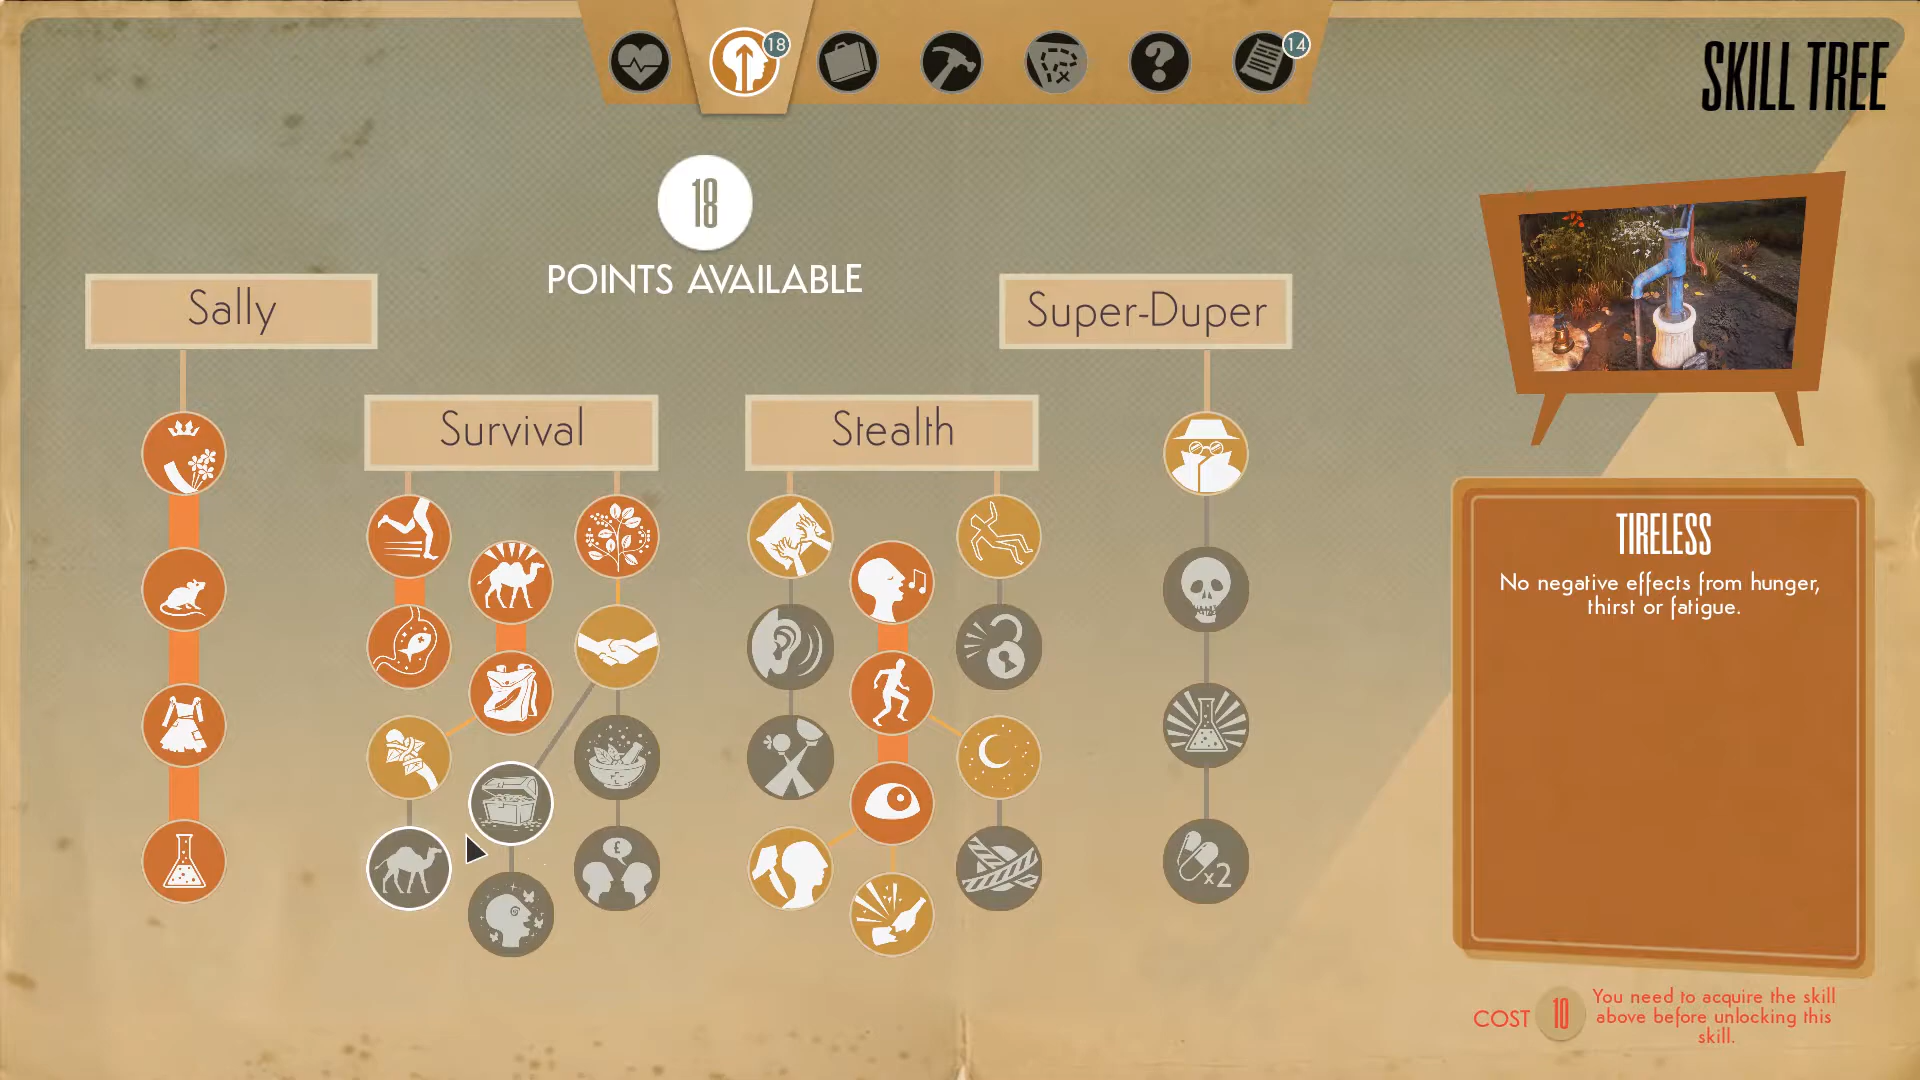 18
14
SKILL TREE
18
POINTS AVAILABLE
Sally
Super-Duper
Survival
Stealth
TIRELESS
No negative effects from hunger,
thirst or fatigue.
£
x2
COST 10
You need to acquire the skill
above before unlocking this
skill.